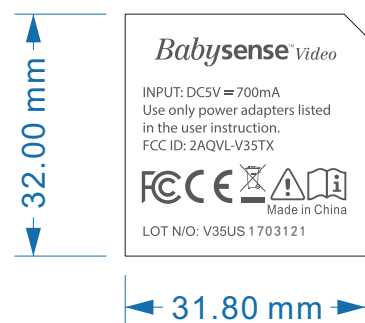 32.00 mm
Babysense™ Video
INPUT: DC5V ⎓ 700mA
Use only power adapters listed
in the user instruction.
FCC ID: 2AQVL-V35TX
FC CE
Made in China
LOT N/O: V35US 1703121
31.80 mm